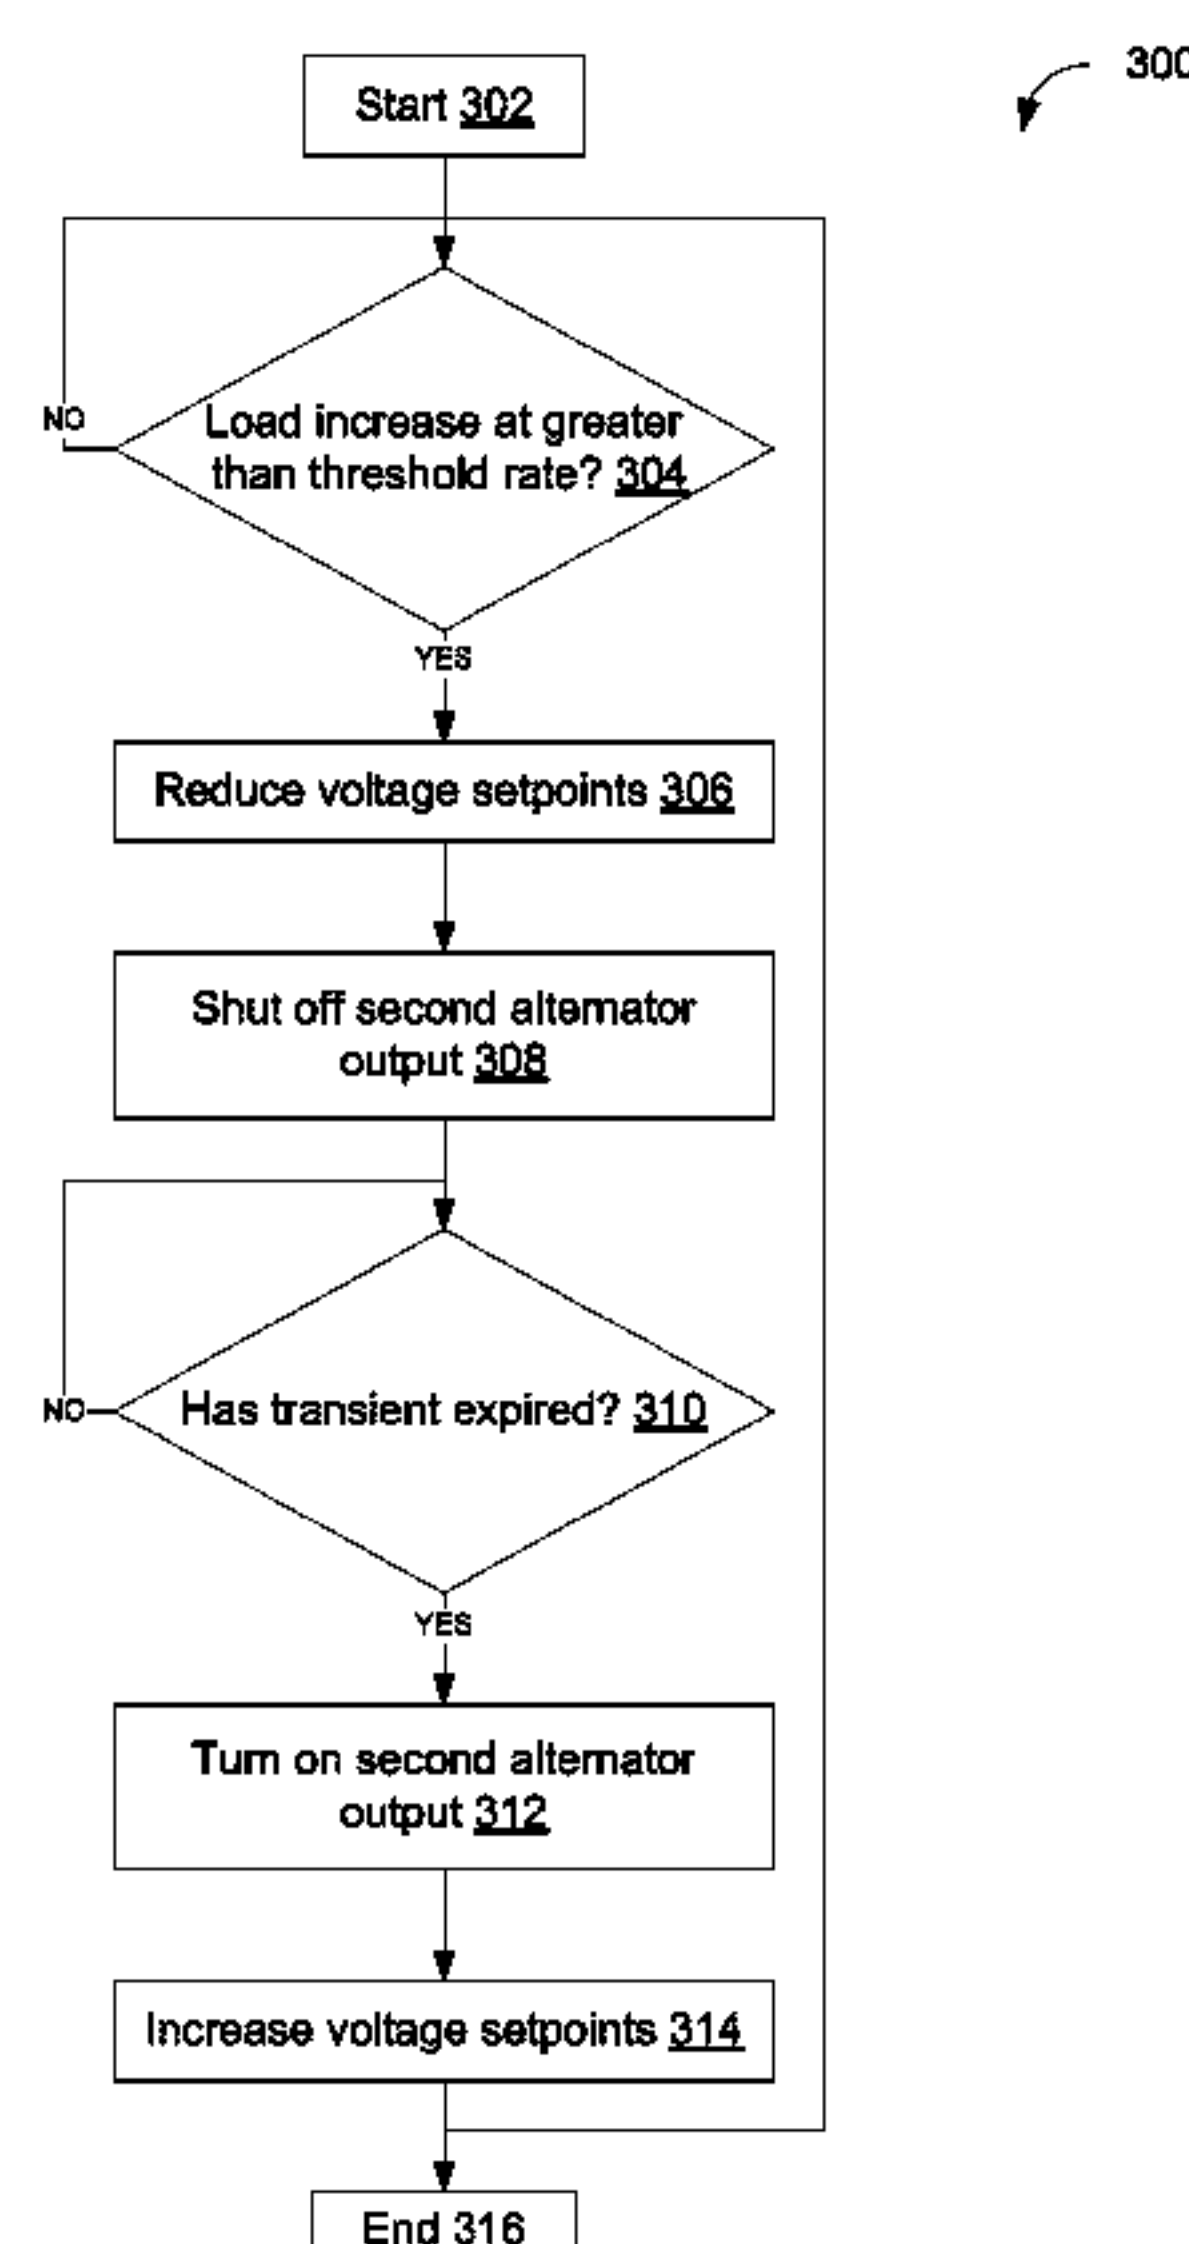 300
Start 302
Load increase at greater
than threshold rate? 304
NO
YES
Reduce voltage setpoints 306
Shut off second alternator
output 308
Has transient expired? 310
NO
YES
Turn on second alternator
output 312
Increase voltage setpoints 314
End 316